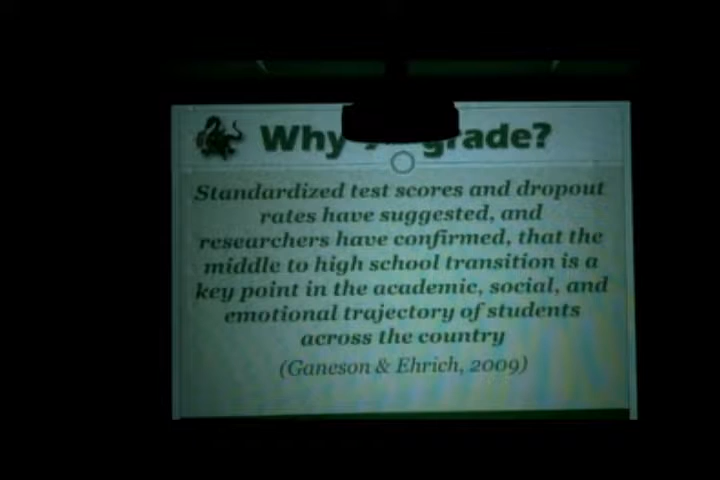 Why grade?
Standardized test scores and dropout
rates have suggested, and
researchers have confirmed, that the
middle to high school transition is a
key point in the academic, social, and
emotional trajectory of students
across the country
(Ganeson & Ehrich, 2009)